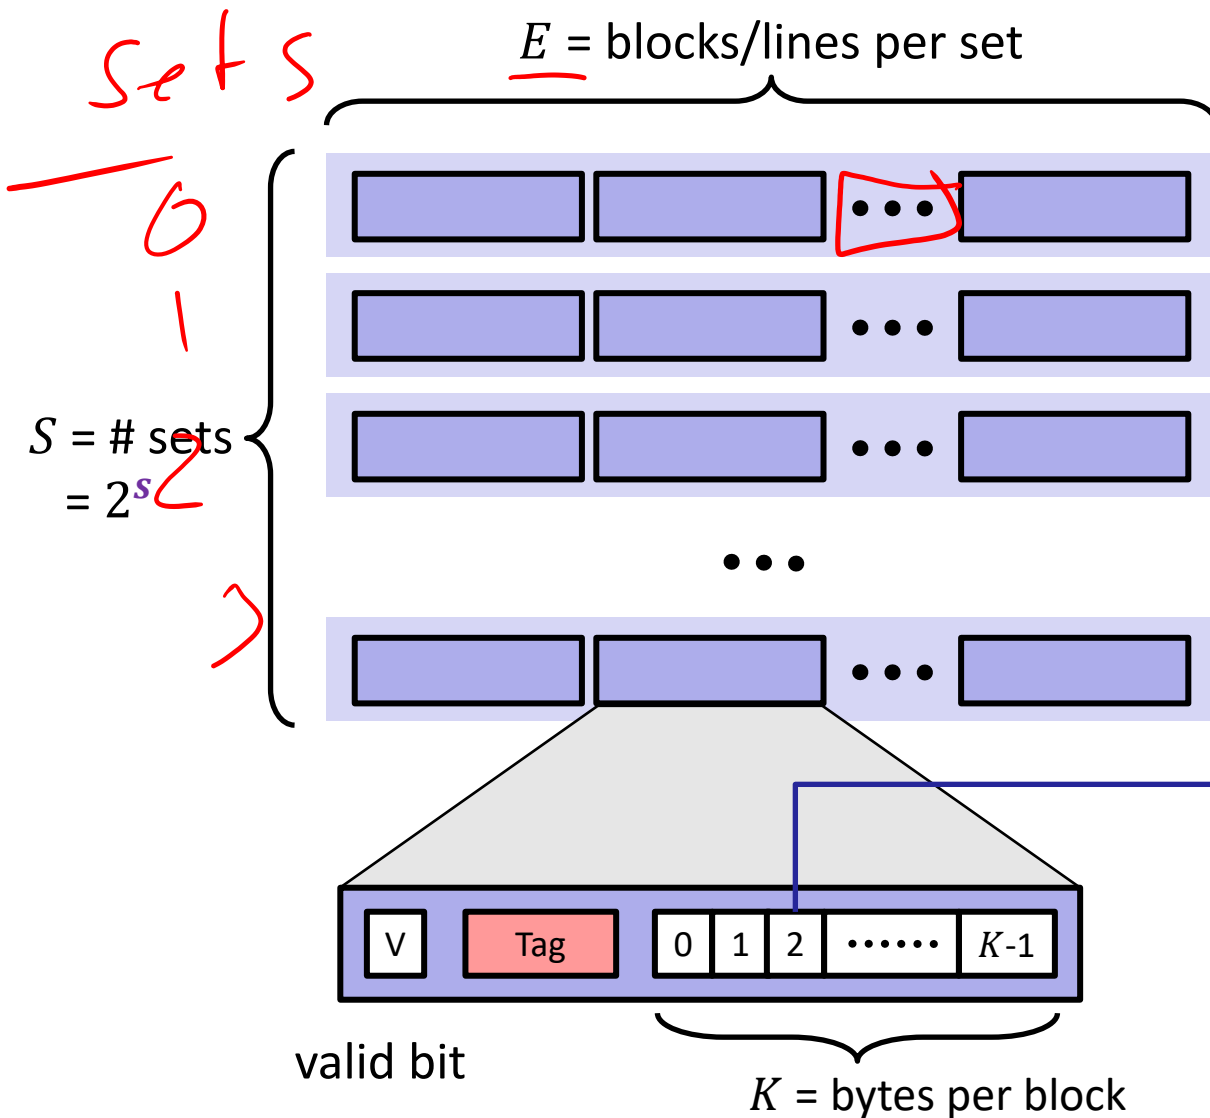 sets
E = blocks/lines per set
0
•••
1
•••
•••
S = # sets
= 2^s
2
•••
3
•••
V Tag 0 1 2 •••••• K-1
valid bit
K = bytes per block